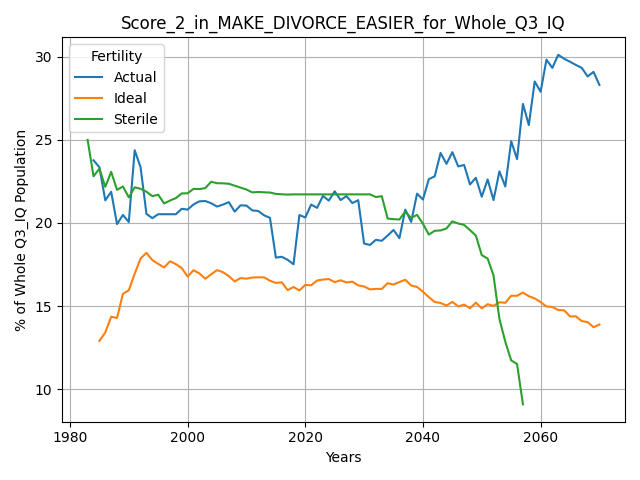 Score_2_in_MAKE_DIVORCE_EASIER_for_Whole_Q3_IQ
Fertility
Actual
Ideal
Sterile
% of Whole Q3_IQ Population
30
25
20
15
10
1980
2000
2020
2040
2060
Years